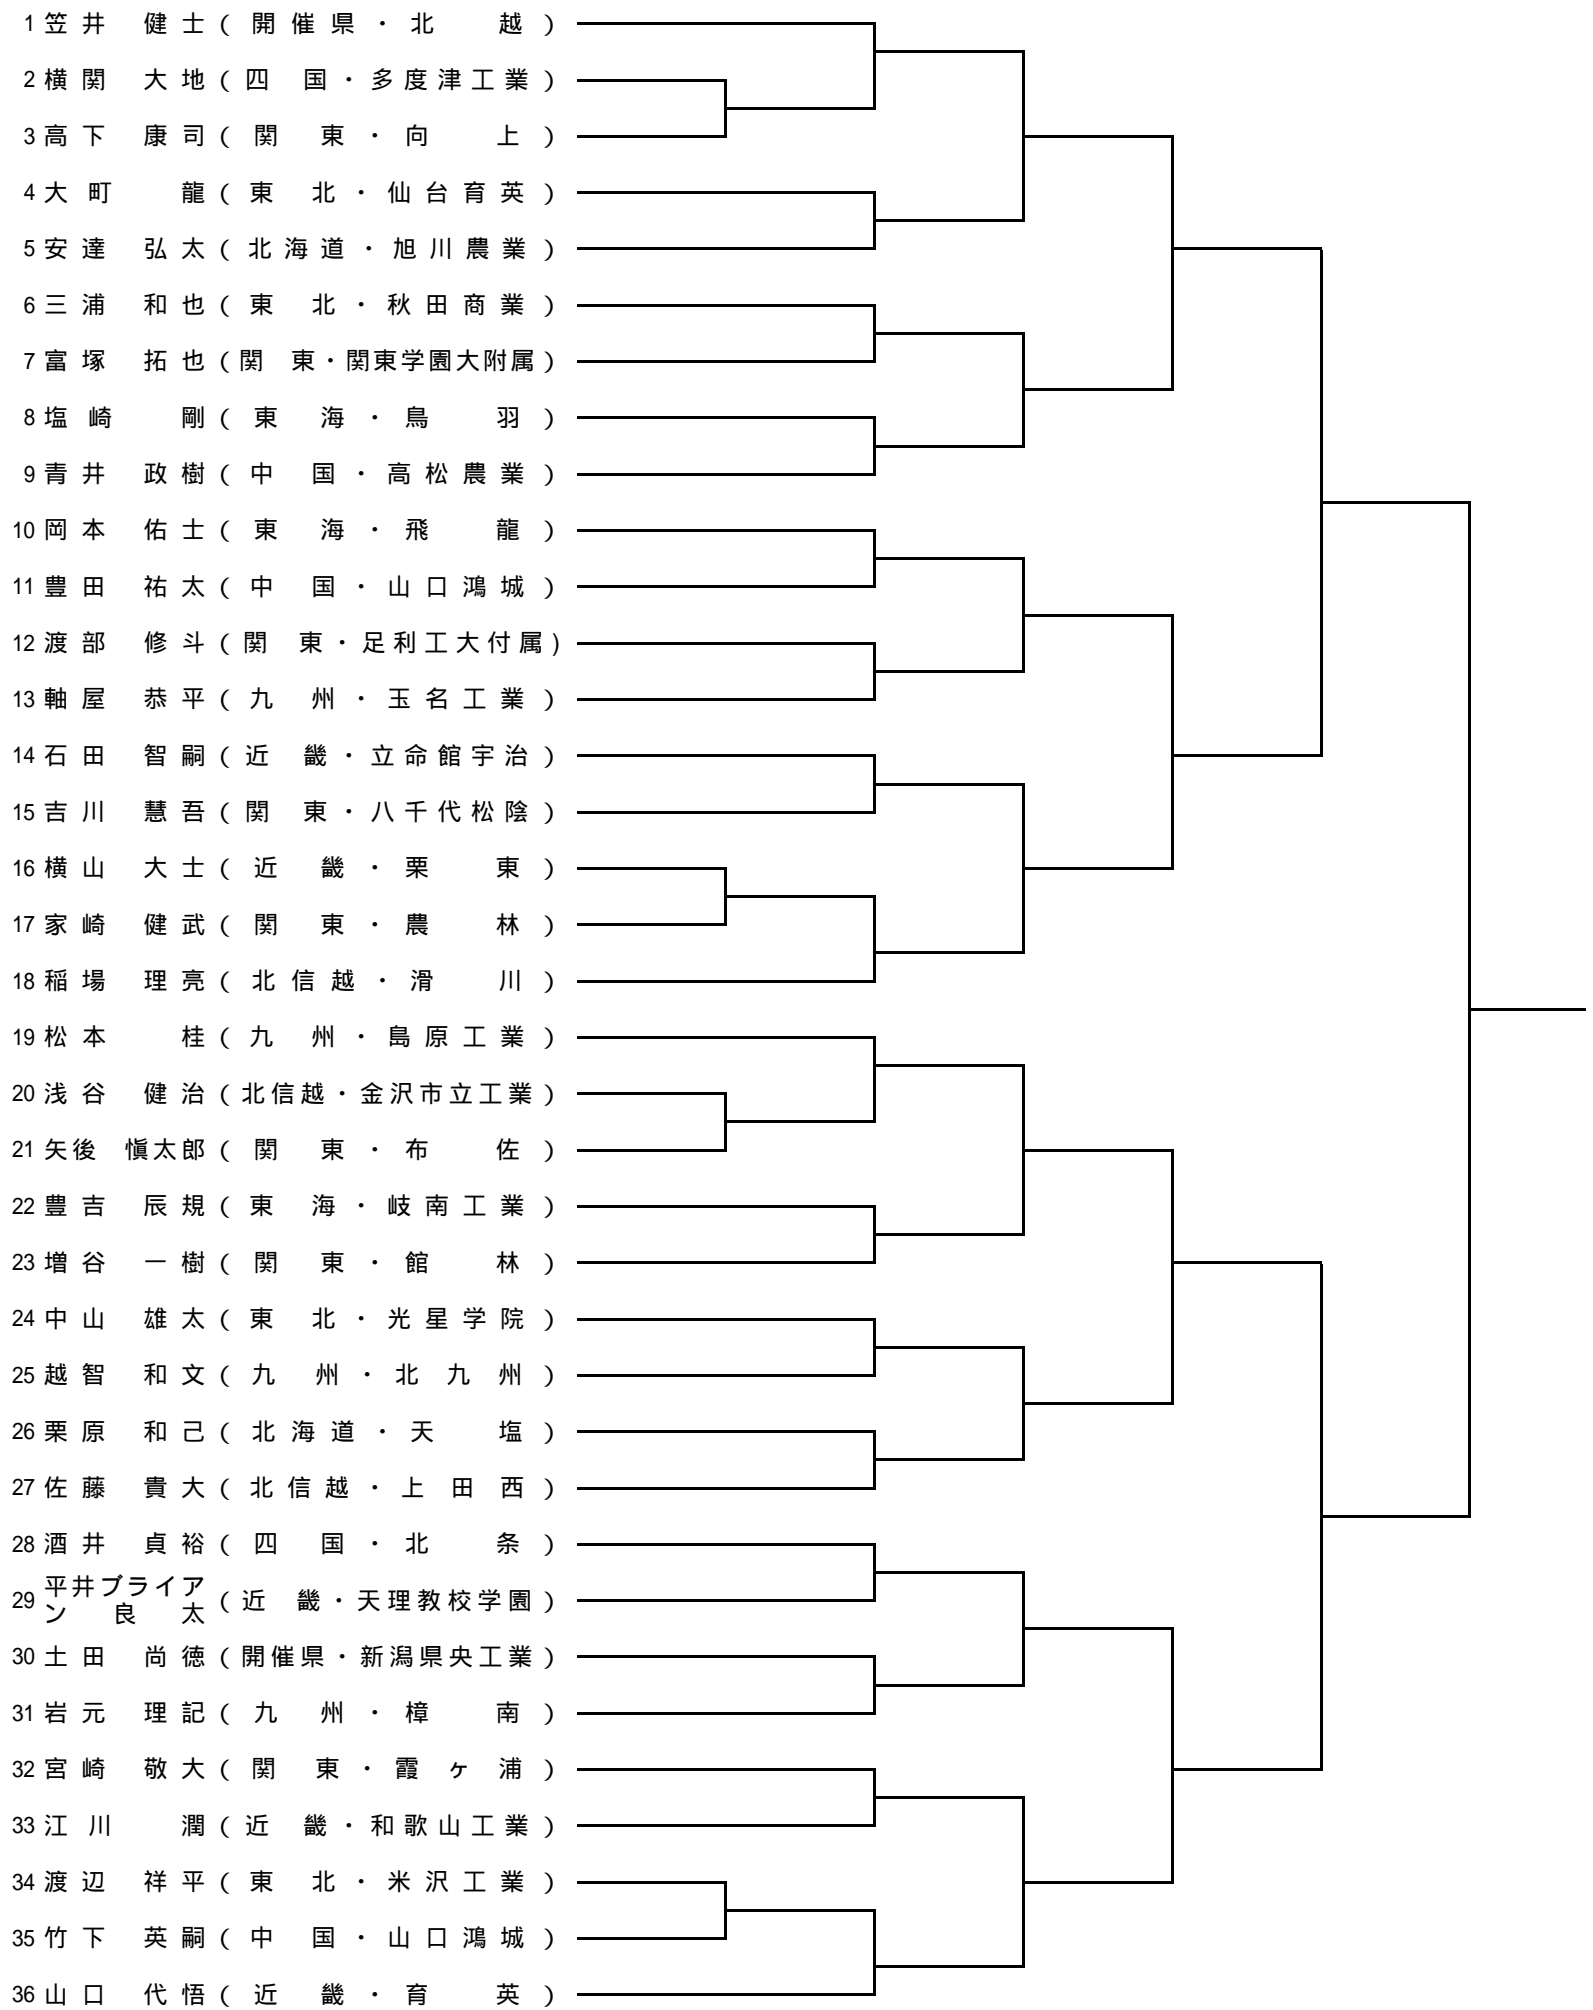 1 笠井 健士 ( 開催県・北越 )
2 横関 大地 ( 四国・多度津工業 )
3 高下 康司 ( 関東・向上 )
4 大町 龍 ( 東北・仙台育英 )
5 安達 弘太 ( 北海道・旭川農業 )
6 三浦 和也 ( 東北・秋田商業 )
7 富塚 拓也 ( 関東・関東学園大附属 )
8 塩崎 剛 ( 東海・鳥羽 )
9 青井 政樹 ( 中国・高松農業 )
10 岡本 佑士 ( 東海・飛龍 )
11 豊田 祐太 ( 中国・山口鴻城 )
12 渡部 修斗 ( 関東・足利工大付属 )
13 軸屋 恭平 ( 九州・玉名工業 )
14 石田 智嗣 ( 近畿・立命館宇治 )
15 吉川 慧吾 ( 関東・八千代松陰 )
16 横山 大士 ( 近畿・栗東 )
17 家崎 健武 ( 関東・農林 )
18 稲場 理亮 ( 北信越・滑川 )
19 松本 桂 ( 九州・島原工業 )
20 浅谷 健治 ( 北信越・金沢市立工業 )
21 矢後 愼太郎 ( 関東・布佐 )
22 豊吉 辰規 ( 東海・岐南工業 )
23 増谷 一樹 ( 関東・館林 )
24 中山 雄太 ( 東北・光星学院 )
25 越智 和文 ( 九州・北九州 )
26 栗原 和己 ( 北海道・天塩 )
27 佐藤 貴大 ( 北信越・上田西 )
28 酒井 貞裕 ( 四国・北条 )
29 平井ブライアン 良太 ( 近畿・天理教校学園 )
30 土田 尚徳 ( 開催県・新潟県央工業 )
31 岩元 理記 ( 九州・樟南 )
32 宮崎 敬大 ( 関東・霞ヶ浦 )
33 江川 潤 ( 近畿・和歌山工業 )
34 渡辺 祥平 ( 東北・米沢工業 )
35 竹下 英嗣 ( 中国・山口鴻城 )
36 山口 代悟 ( 近畿・育英 )